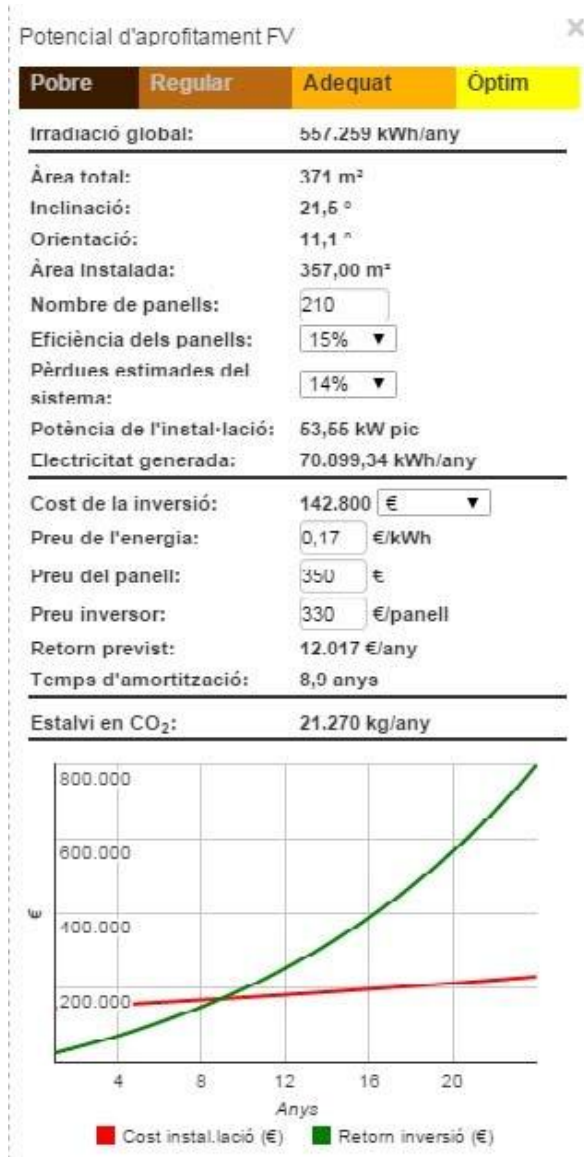 Potencial d'aprofitament FV ×
Pobre Regular Adequat Òptim
Irradiació global: 557.259 kWh/any
Àrea total: 371 m²
Inclinació: 21,5 º
Orientació: 11,1 º
Àrea Instalada: 357,00 m²
Nombre de panells: 210
Eficiència dels panells: 15% ▼
Pèrdues estimades del
sistema: 14% ▼
Potència de l'instal·lació: 53,55 kW pic
Electricitat generada: 70.899,34 kWh/any
Cost de la inversió: 142.800 € ▼
Preu de l'energia: 0,17 €/kWh
Preu del panell: 350 €
Preu inversor: 330 €/panell
Retorn previst: 12.017 €/any
Temps d'amortització: 8,9 anys
Estalvi en CO₂: 21.270 kg/any
800.000
600.000
€
400.000
200.000
4 8 12 16 20
Anys
Cost instal.lació (€) Retorn inversió (€)